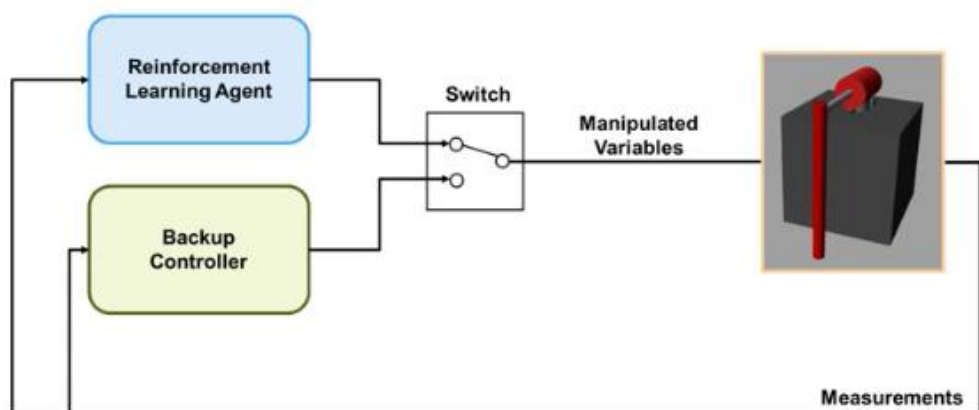 Reinforcement
Learning Agent
Switch
Manipulated
Variables
Backup
Controller
Measurements